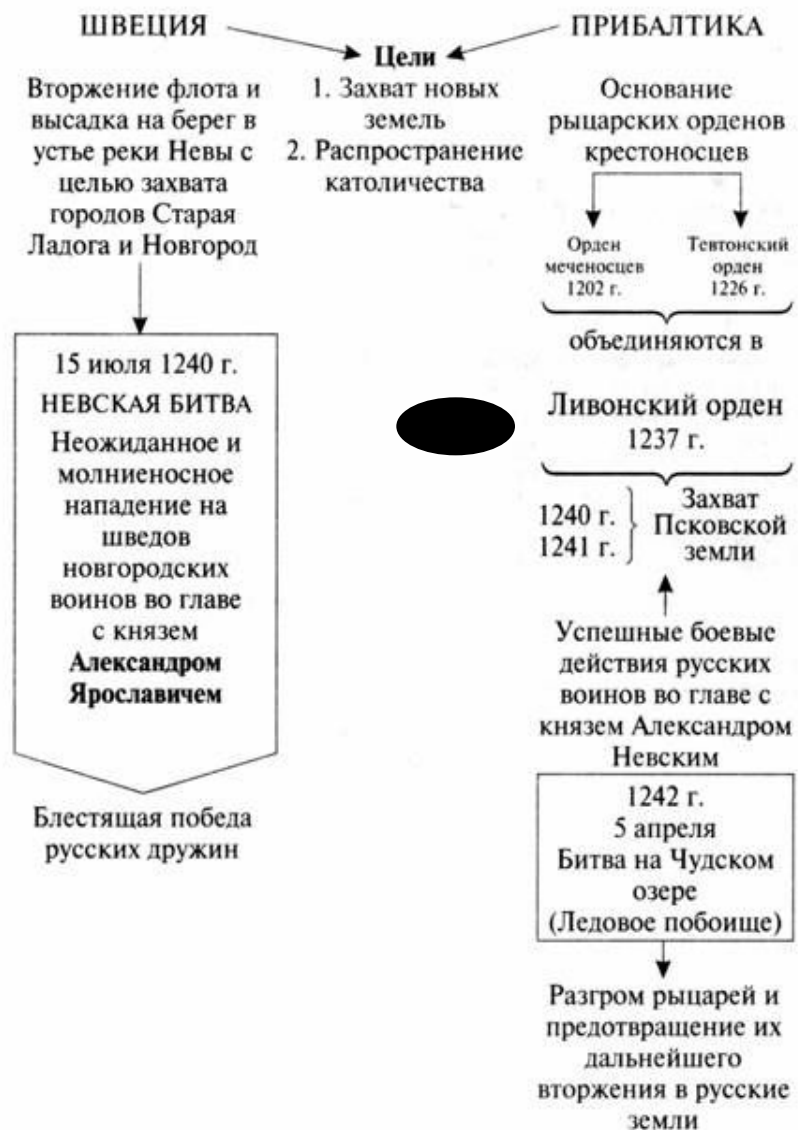 ШВЕЦИЯ
ПРИБАЛТИКА
Цели
1. Захват новых
земель
2. Распространение
католичества
Вторжение флота и
высадка на берег в
устье реки Невы с
целью захвата
городов Старая
Ладога и Новгород
15 июля 1240 г.
НЕВСКАЯ БИТВА
Неожиданное и
молниеносное
нападение на
шведов
новгородских
воинов во главе
с князем
Александром
Ярославичем
Блестящая победа
русских дружин
Основание
рыцарских орденов
крестоносцев
Орден
меченосцев
1202 г.
Тевтонский
орден
1226 г.
объединяются в
Ливонский орден
1237 г.
1240 г.
1241 г.
Захват
Псковской
земли
Успешные боевые
действия русских
воинов во главе с
князем Александром
Невским
1242 г.
5 апреля
Битва на Чудском
озере
(Ледовое побоище)
Разгром рыцарей и
предотвращение их
дальнейшего
вторжения в русские
земли